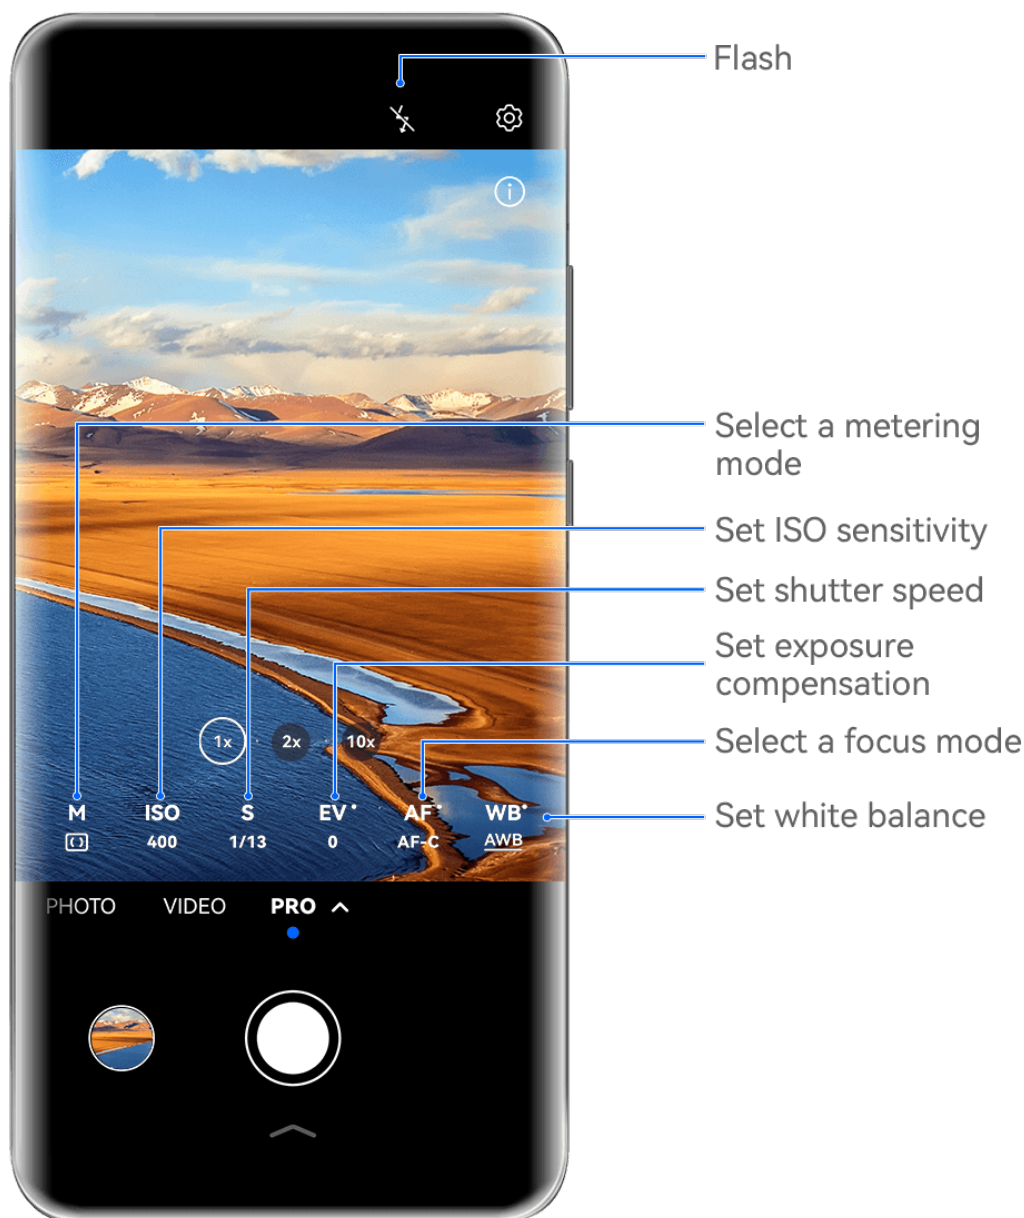 Flash
Select a metering
mode
Set ISO sensitivity
Set shutter speed
Set exposure
compensation
Select a focus mode
Set white balance
1x 2x 10x
M ISO S EV AF WB
400 1/13 0 AF-C AWB
PHOTO VIDEO PRO